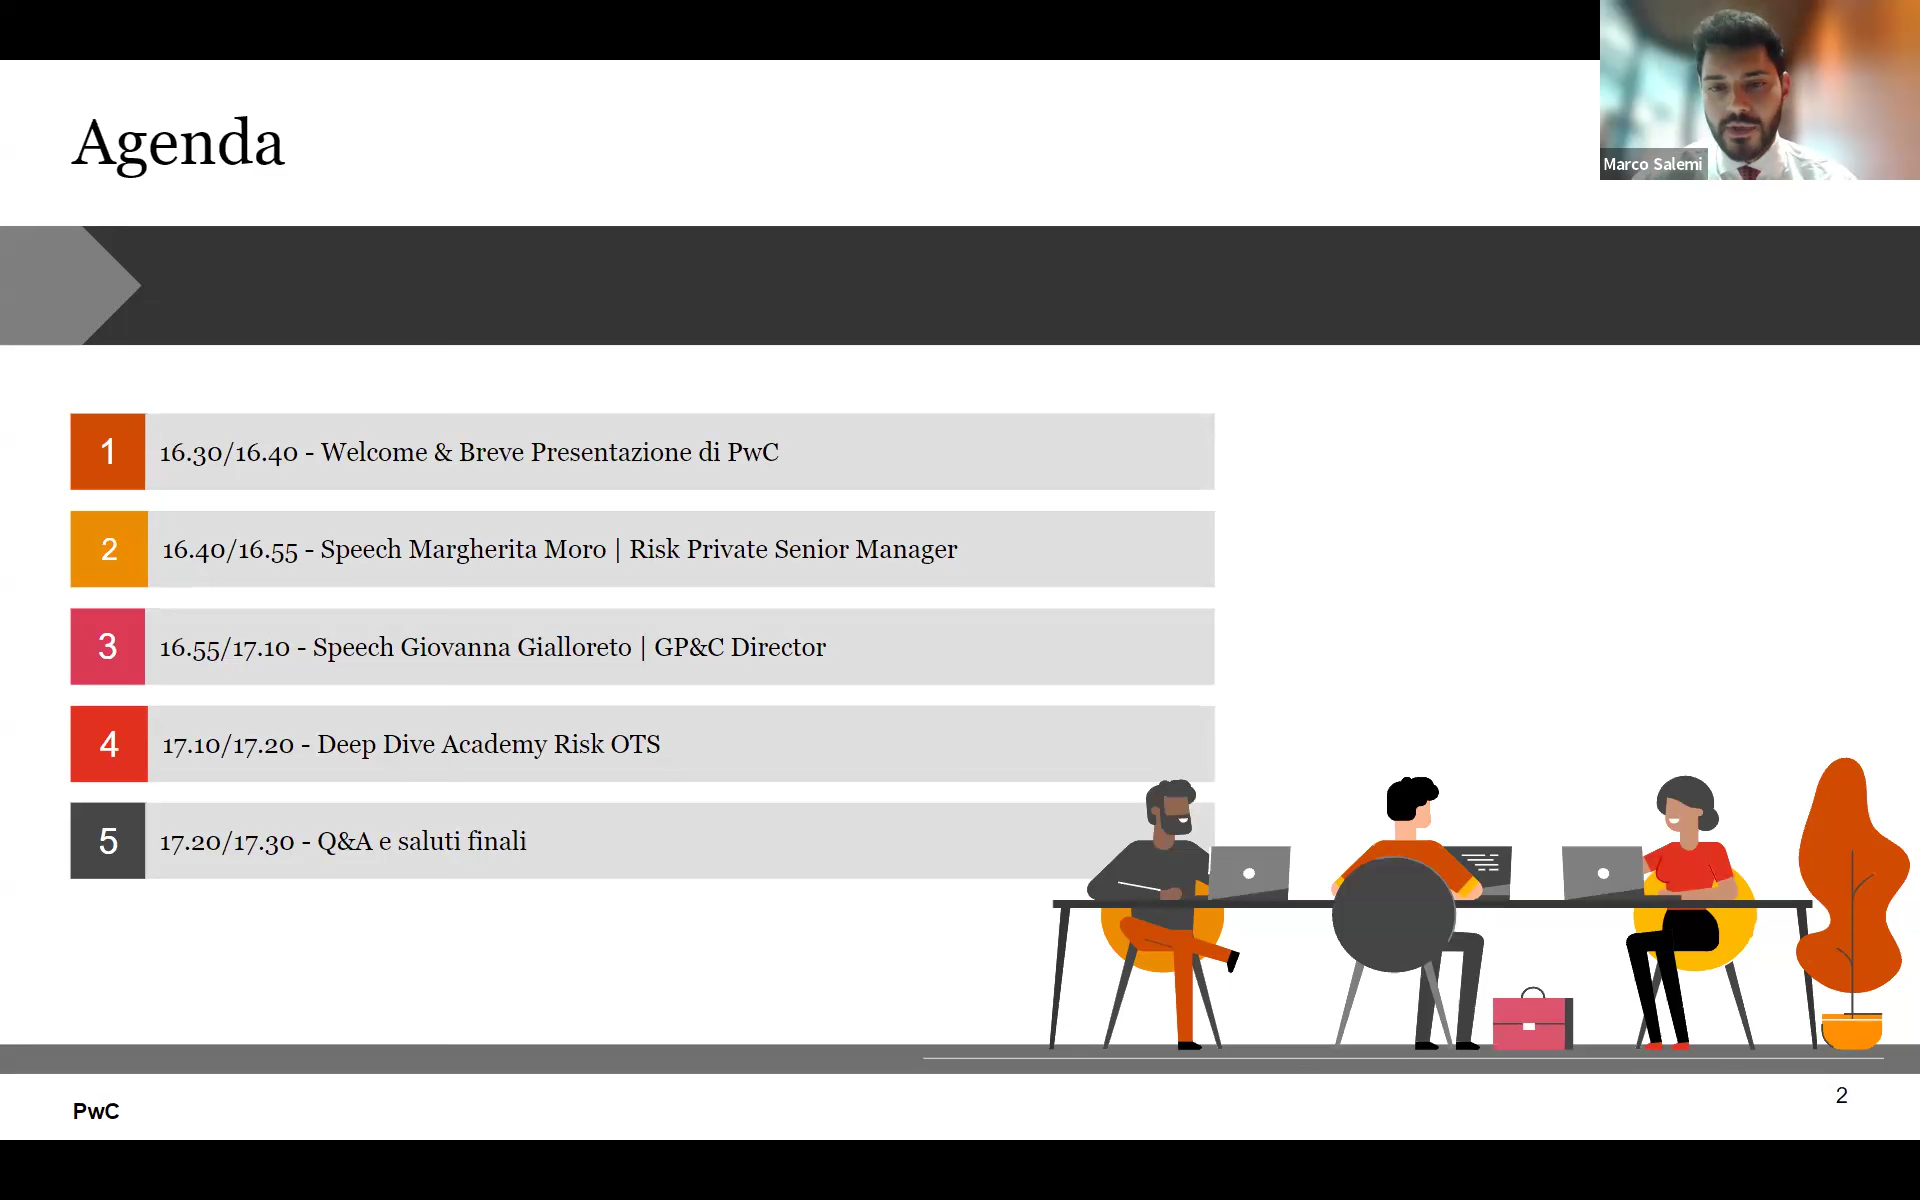 Marco Salemi
Agenda
1
16.30/16.40 - Welcome & Breve Presentazione di PwC
2
16.40/16.55 - Speech Margherita Moro | Risk Private Senior Manager
3
16.55/17.10 - Speech Giovanna Gialloreto | GP&C Director
4
17.10/17.20 - Deep Dive Academy Risk OTS
5
17.20/17.30 - Q&A e saluti finali
PwC
2